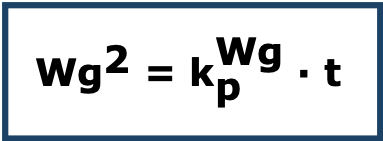 Wg² = kₚᵂᵍ · t